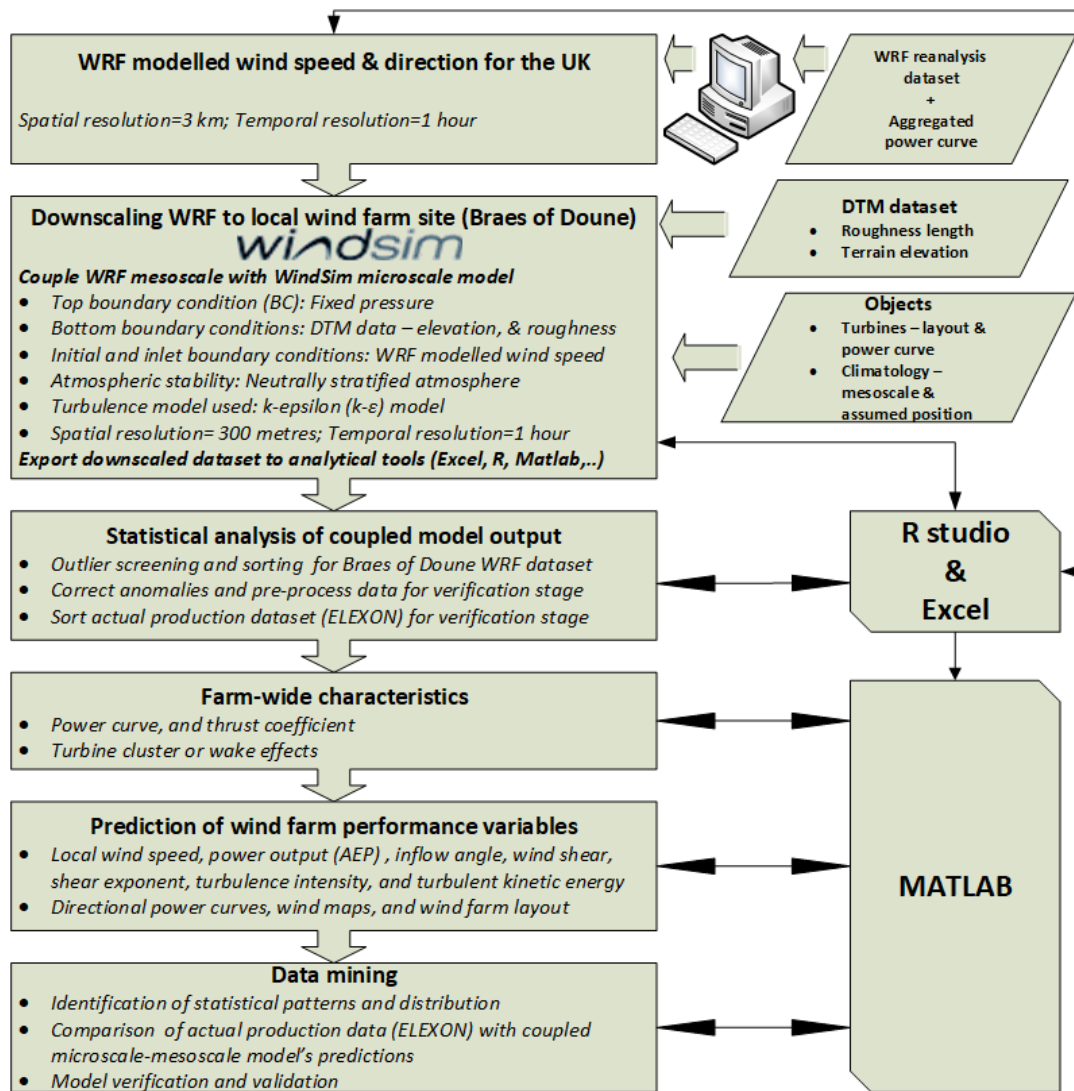 WRF modelled wind speed & direction for the UK
Spatial resolution=3 km; Temporal resolution=1 hour
WRF reanalysis
dataset
+
Aggregated
power curve
Downscaling WRF to local wind farm site (Braes of Doune)
windsim
Couple WRF mesoscale with WindSim microscale model
• Top boundary condition (BC): Fixed pressure
• Bottom boundary conditions: DTM data – elevation, & roughness
• Initial and inlet boundary conditions: WRF modelled wind speed
• Atmospheric stability: Neutrally stratified atmosphere
• Turbulence model used: k-epsilon (k-ε) model
• Spatial resolution= 300 metres; Temporal resolution=1 hour
Export downscaled dataset to analytical tools (Excel, R, Matlab,..)
DTM dataset
• Roughness length
• Terrain elevation
Objects
• Turbines – layout &
power curve
• Climatology –
mesoscale &
assumed position
Statistical analysis of coupled model output
• Outlier screening and sorting for Braes of Doune WRF dataset
• Correct anomalies and pre-process data for verification stage
• Sort actual production dataset (ELEXON) for verification stage
R studio
&
Excel
Farm-wide characteristics
• Power curve, and thrust coefficient
• Turbine cluster or wake effects
Prediction of wind farm performance variables
• Local wind speed, power output (AEP) , inflow angle, wind shear,
shear exponent, turbulence intensity, and turbulent kinetic energy
• Directional power curves, wind maps, and wind farm layout
MATLAB
Data mining
• Identification of statistical patterns and distribution
• Comparison of actual production data (ELEXON) with coupled
microscale-mesoscale model's predictions
• Model verification and validation